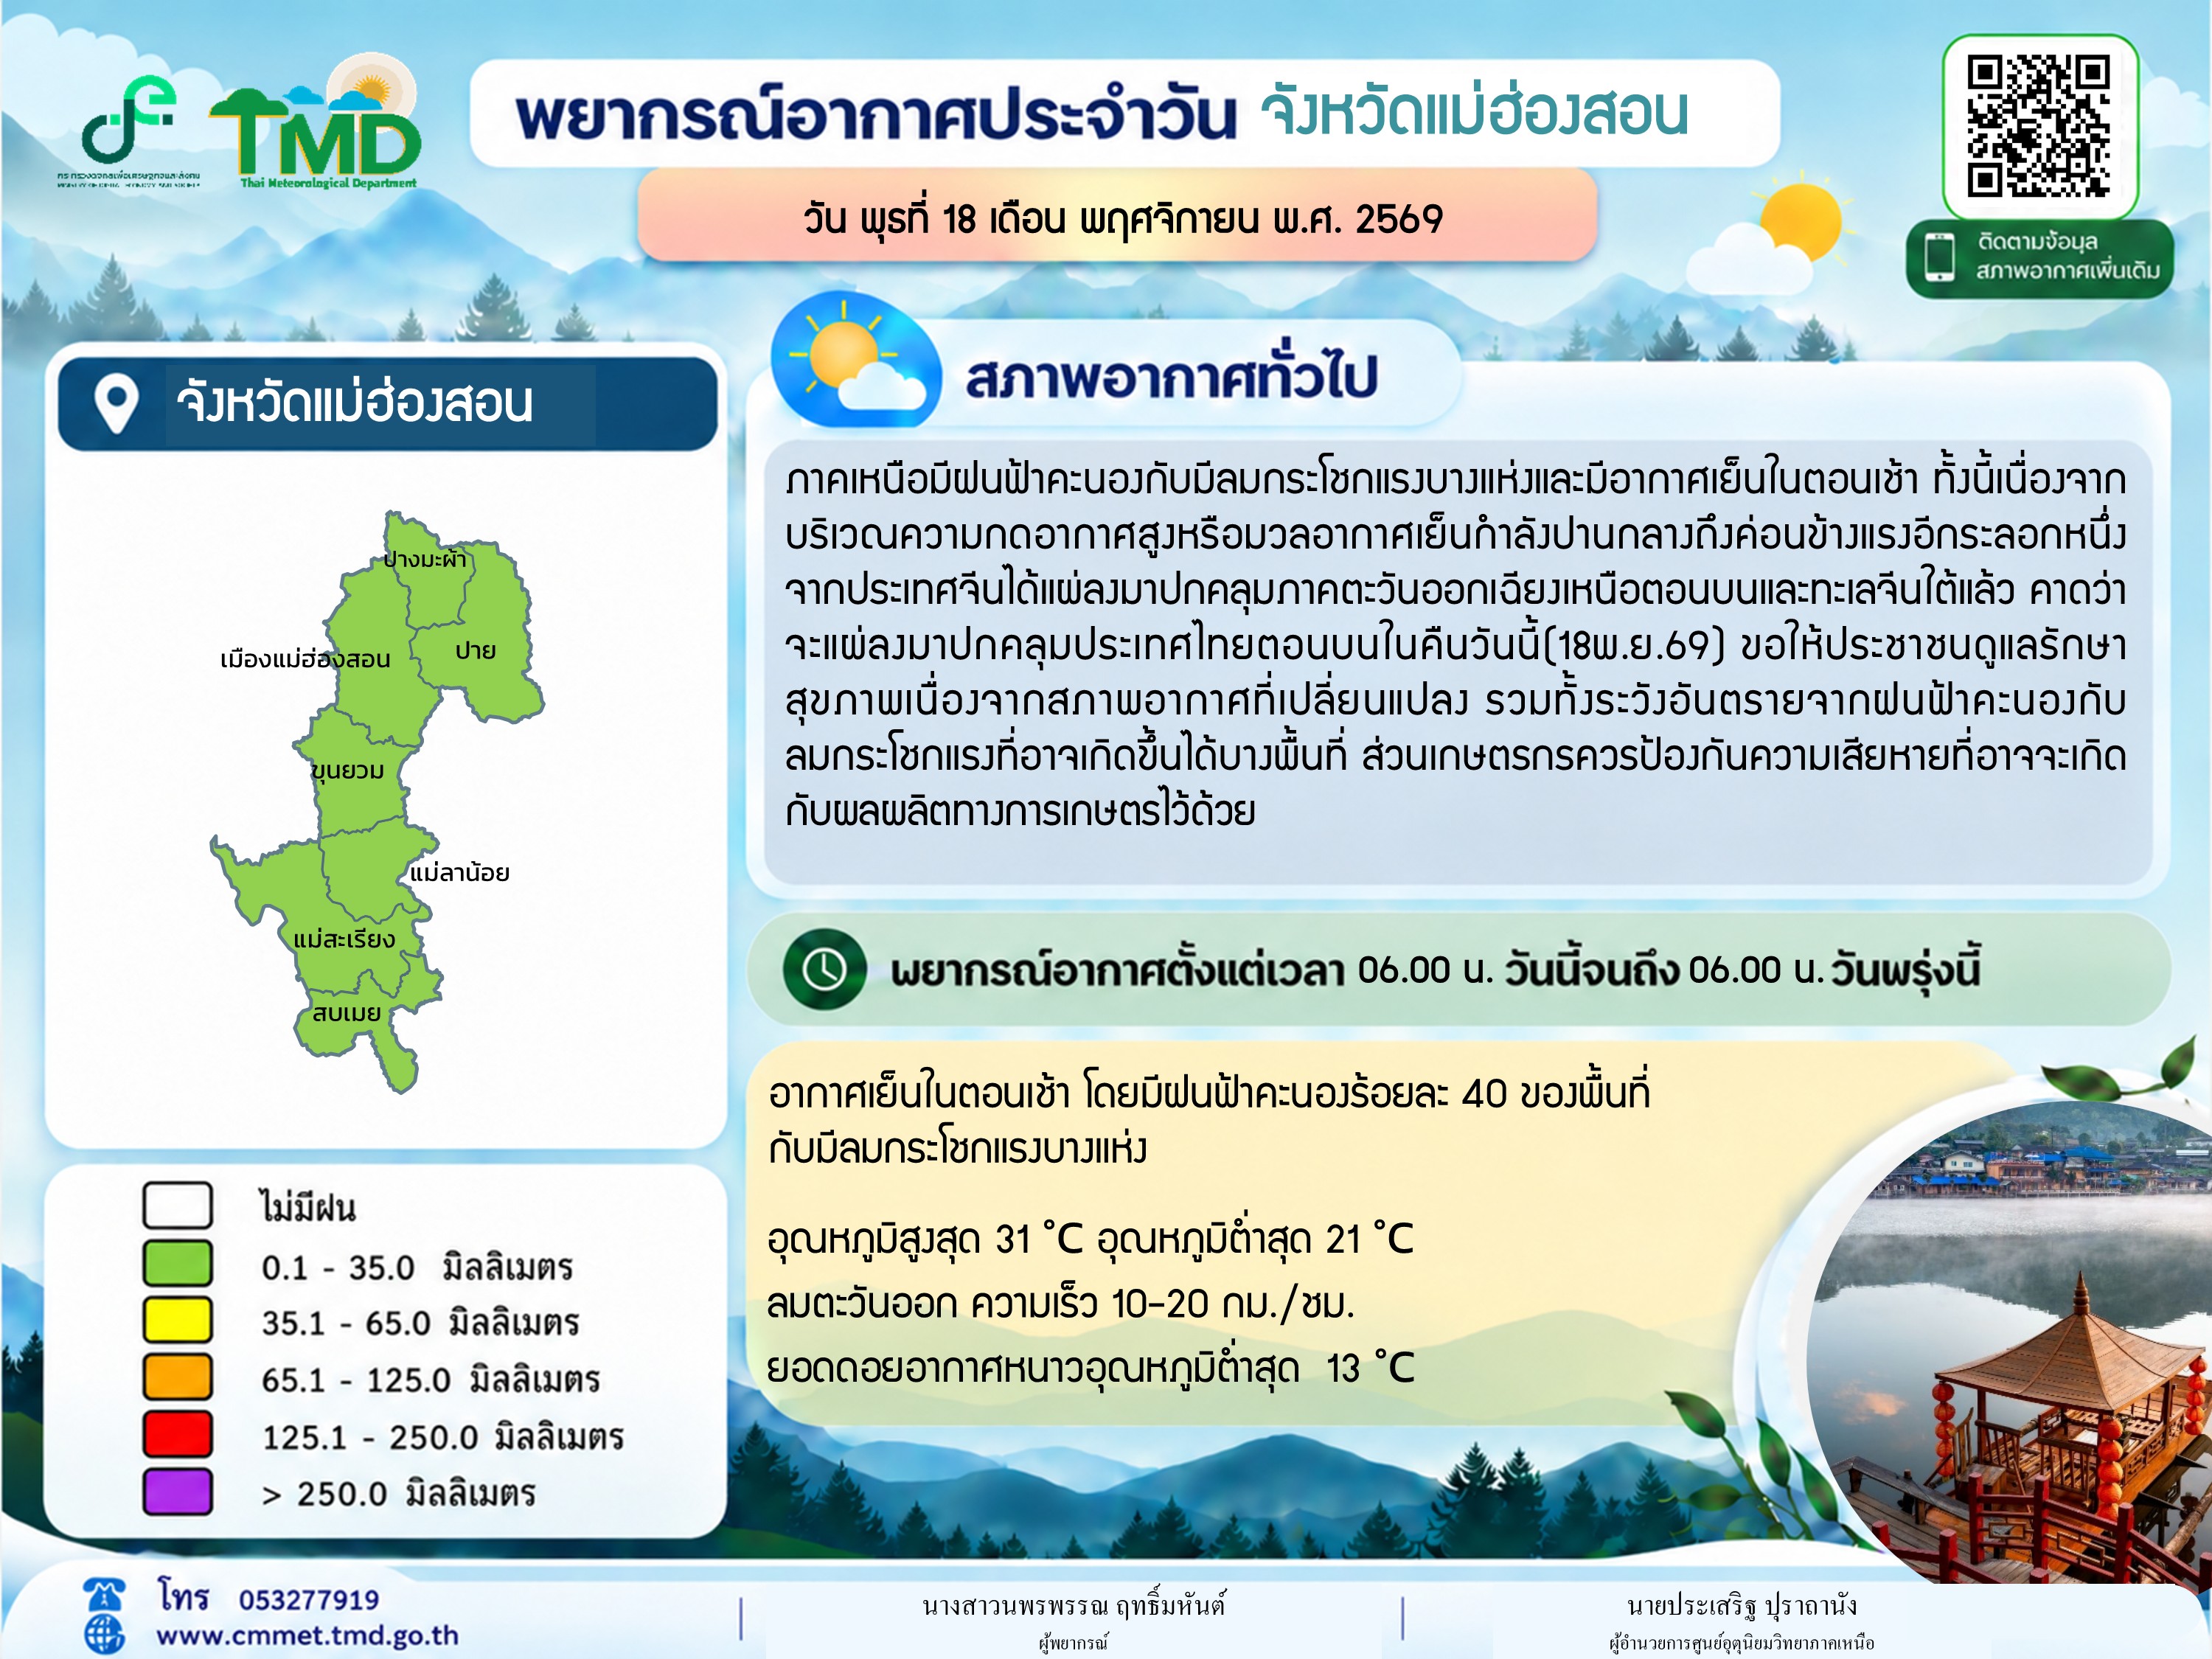 พยากรณ์อากาศประจำวัน จังหวัดแม่ฮ่องสอน
TMD
Thai Meteorological Department
วัน พุธที่ 18 เดือน พฤศจิกายน พ.ศ. 2569
ติดตามข้อมูล
สภาพอากาศเพิ่มเติม
จังหวัดแม่ฮ่องสอน
ปางมะผ้า
ปาย
เมืองแม่ฮ่องสอน
ขุนยวม
แม่ลาน้อย
แม่สะเรียง
สบเมย
ไม่มีฝน
0.1 - 35.0 มิลลิเมตร
35.1 - 65.0 มิลลิเมตร
65.1 - 125.0 มิลลิเมตร
125.1 - 250.0 มิลลิเมตร
> 250.0 มิลลิเมตร
สภาพอากาศทั่วไป
ภาคเหนือมีฝนฟ้าคะนองกับมีลมกระโชกแรงบางแห่งและมีอากาศเย็นในตอนเช้า ทั้งนี้เนื่องจาก
บริเวณความกดอากาศสูงหรือมวลอากาศเย็นกำลังปานกลางถึงค่อนข้างแรงอีกระลอกหนึ่ง
จากประเทศจีนได้แผ่ลงมาปกคลุมภาคตะวันออกเฉียงเหนือตอนบนและทะเลจีนใต้แล้ว คาดว่า
จะแผ่ลงมาปกคลุมประเทศไทยตอนบนในคืนวันนี้(18พ.ย.69) ขอให้ประชาชนดูแลรักษา
สุขภาพเนื่องจากสภาพอากาศที่เปลี่ยนแปลง รวมทั้งระวังอันตรายจากฝนฟ้าคะนองกับ
ลมกระโชกแรงที่อาจเกิดขึ้นได้บางพื้นที่ ส่วนเกษตรกรควรป้องกันความเสียหายที่อาจจะเกิด
กับผลผลิตทางการเกษตรไว้ด้วย
พยากรณ์อากาศตั้งแต่เวลา 06.00 น. วันนี้จนถึง 06.00 น. วันพรุ่งนี้
อากาศเย็นในตอนเช้า โดยมีฝนฟ้าคะนองร้อยละ 40 ของพื้นที่
กับมีลมกระโชกแรงบางแห่ง
อุณหภูมิสูงสุด 31 °C อุณหภูมิต่ำสุด 21 °C
ลมตะวันออก ความเร็ว 10-20 กม./ชม.
ยอดดอยอากาศหนาวอุณหภูมิต่ำสุด 13 °C
โทร 053277919
www.cmmet.tmd.go.th
นางสาวนพรพรรณ ฤทธิ์มหันต์
ผู้พยากรณ์
นายประเสริฐ ปุราถานัง
ผู้อำนวยการศูนย์อุตุนิยมวิทยาภาคเหนือ